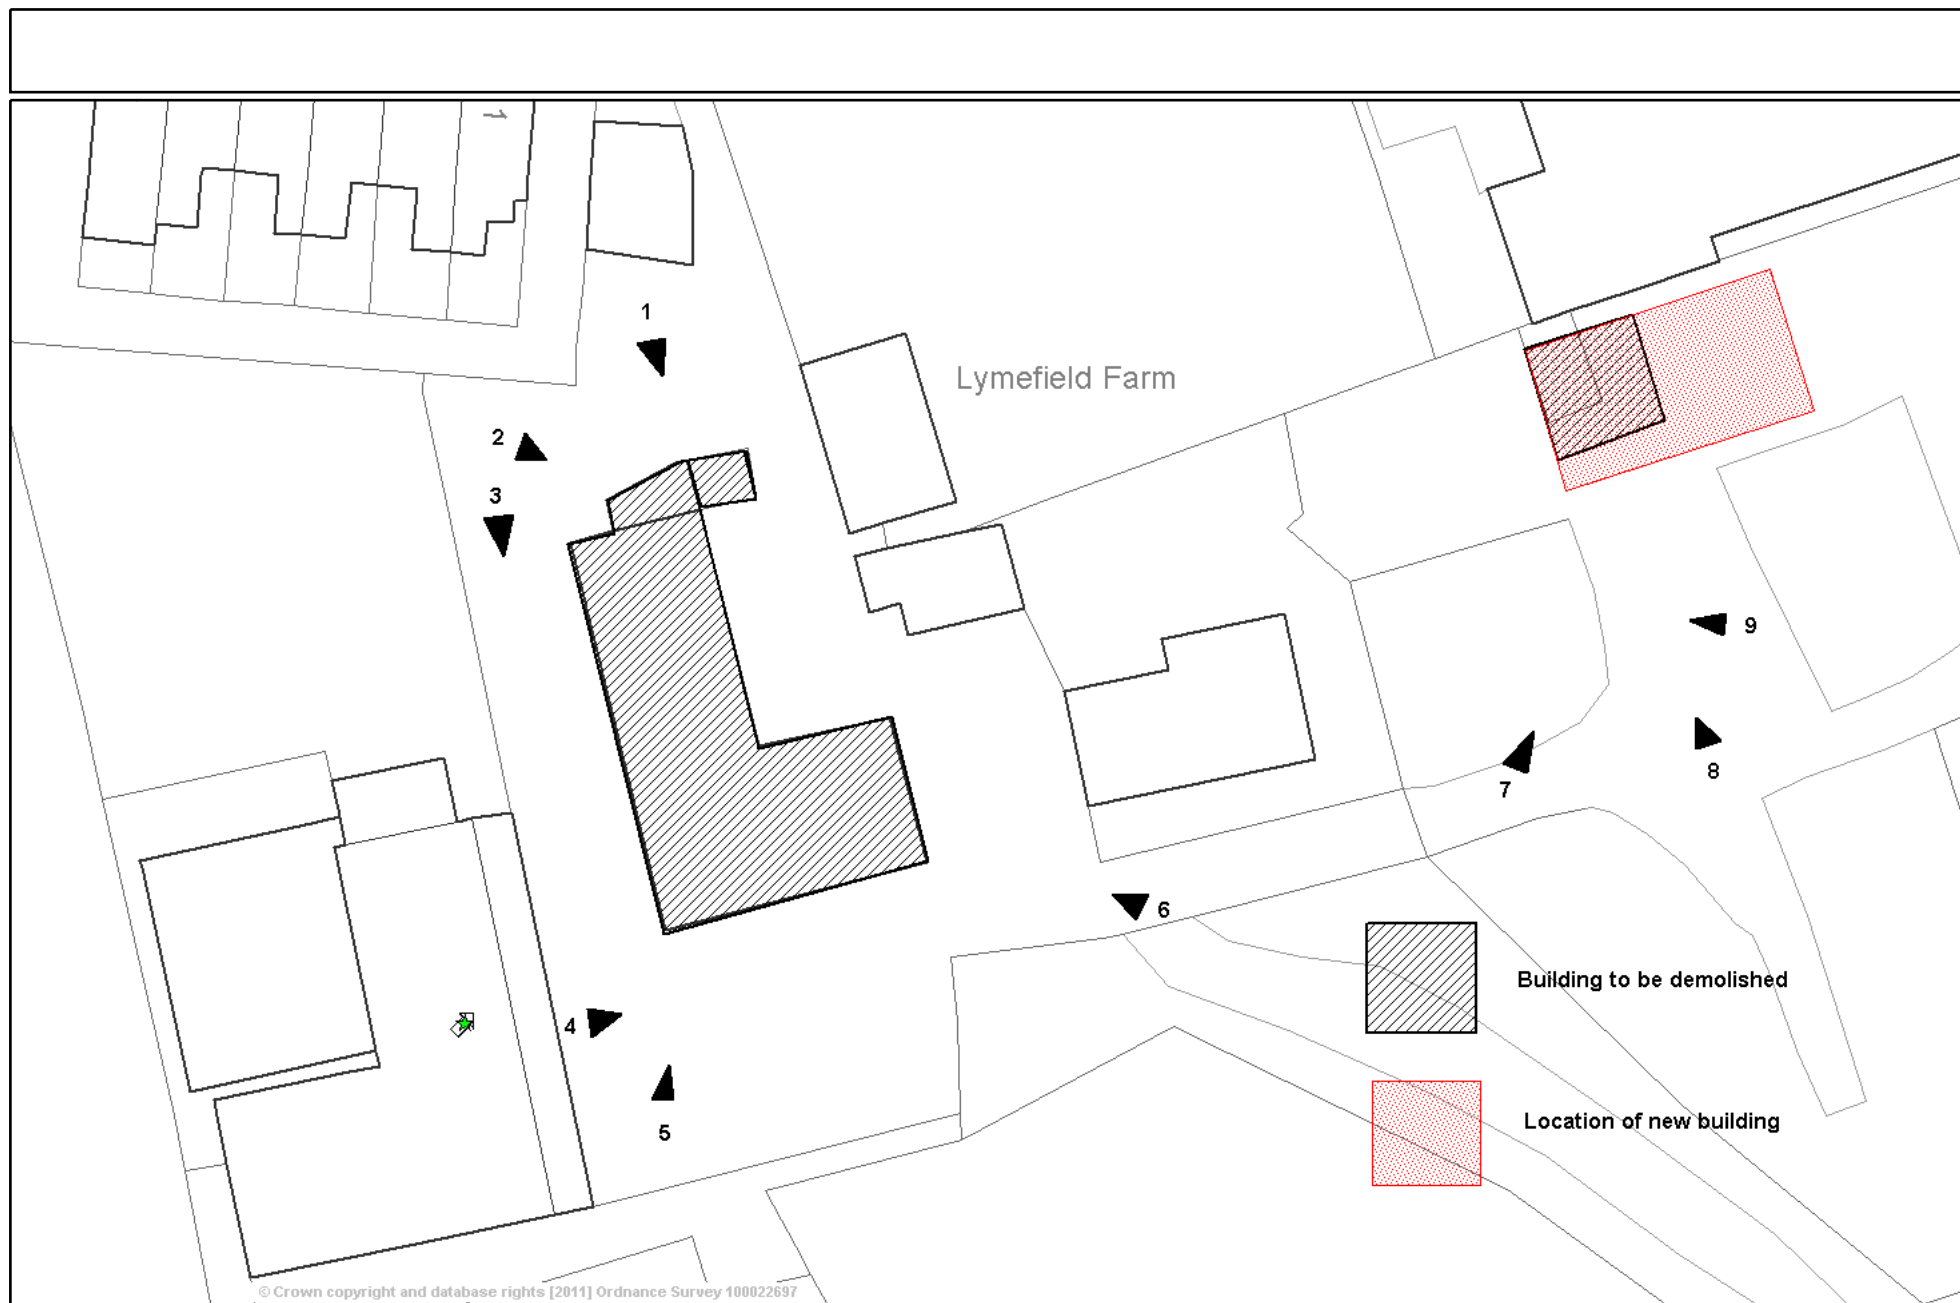 1
1
Lymefield Farm
2
3
9
8
7
6
Building to be demolished
4
Location of new building
5
© Crown copyright and database rights [2011] Ordnance Survey 100022697